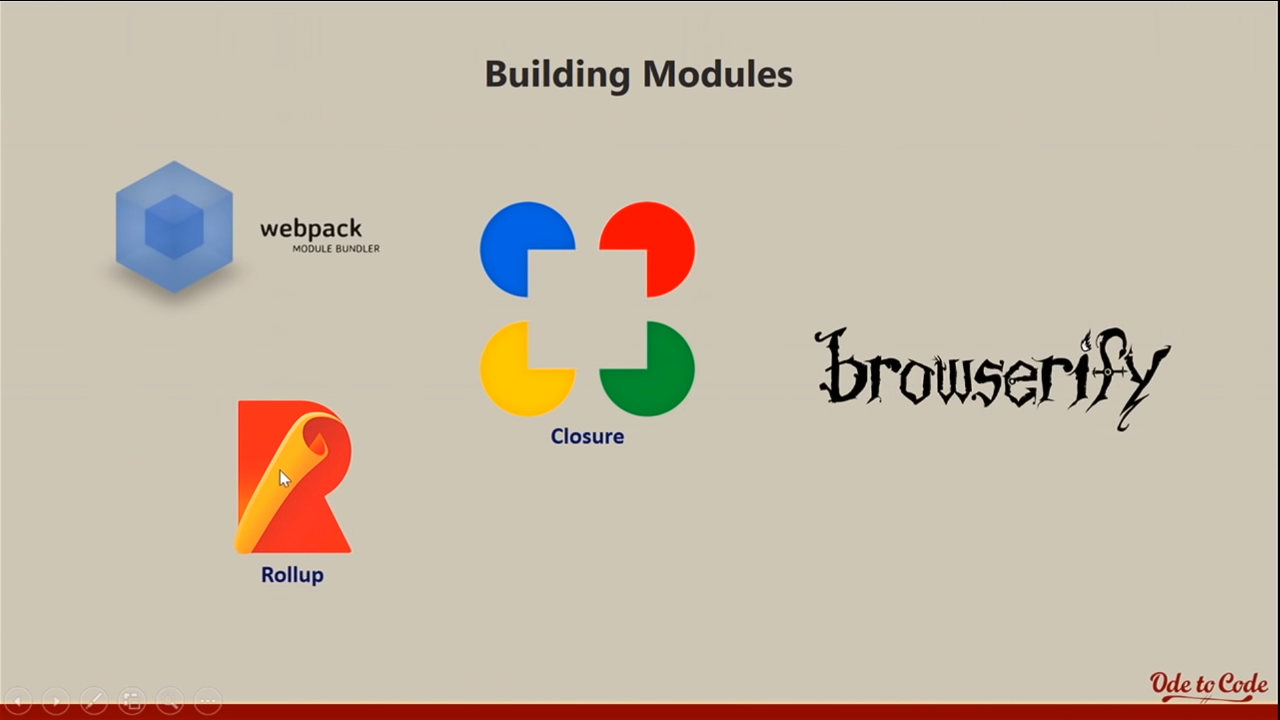 Building Modules
webpack
MODULE BUNDLER
browserify
Closure
Rollup
Ode to Code